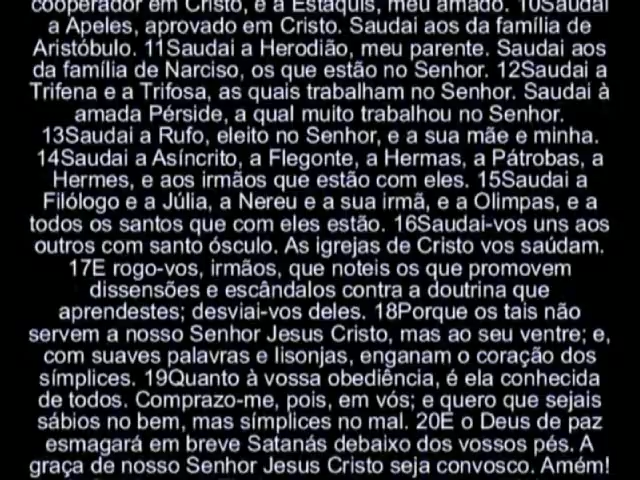 cooperador em Cristo, e a Estáquis, meu amado. 10Saudai
a Apeles, aprovado em Cristo. Saudai aos da família de
Aristóbulo. 11Saudai a Herodião, meu parente. Saudai aos
da família de Narciso, os que estão no Senhor. 12Saudai a
Trifena e a Trifosa, as quais trabalham no Senhor. Saudai à
amada Pérside, a qual muito trabalhou no Senhor.
13Saudai a Rufo, eleito no Senhor, e a sua mãe e minha.
14Saudai a Asíncrito, a Flegonte, a Hermas, a Pátrobas, a
Hermes, e aos irmãos que estão com eles. 15Saudai a
Filólogo e a Júlia, a Nereu e a sua irmã, e a Olimpas, e a
todos os santos que com eles estão. 16Saudai-vos uns aos
outros com santo ósculo. As igrejas de Cristo vos saúdam.
17E rogo-vos, irmãos, que noteis os que promovem
dissensões e escândalos contra a doutrina que
aprendestes; desviai-vos deles. 18Porque os tais não
servem a nosso Senhor Jesus Cristo, mas ao seu ventre; e,
com suaves palavras e lisonjas, enganam o coração dos
símplices. 19Quanto à vossa obediência, é ela conhecida
de todos. Comprazo-me, pois, em vós; e quero que sejais
sábios no bem, mas símplices no mal. 20E o Deus de paz
esmagará em breve Satanás debaixo dos vossos pés. A
graça de nosso Senhor Jesus Cristo seja convosco. Amém!